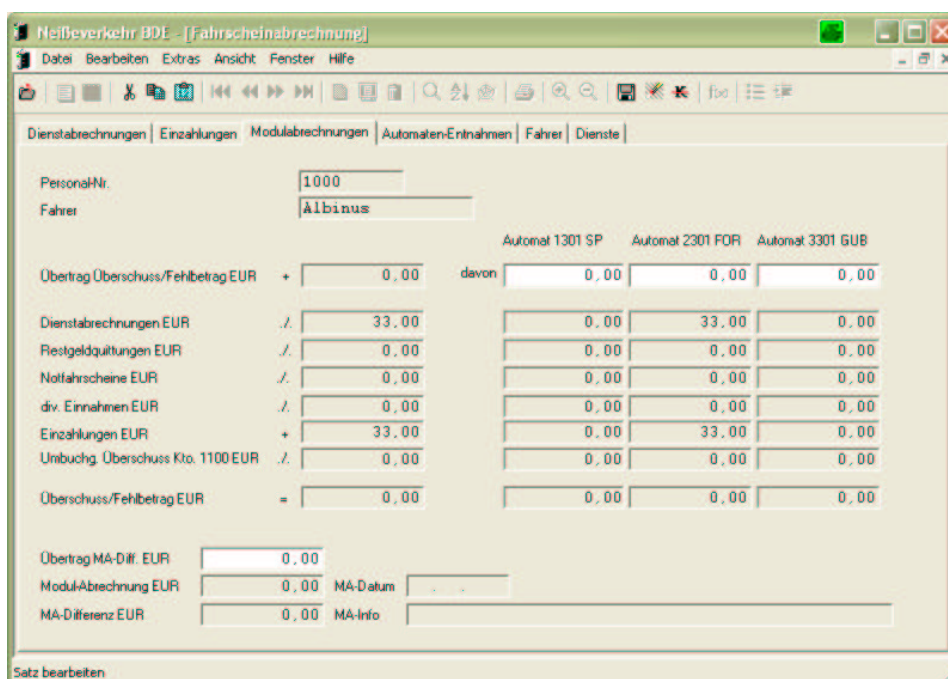 Neißeverkehr BDE - [Fahrscheinabrechnung]
Datei Bearbeiten Extras Ansicht Fenster Hilfe
Dienstabrechnungen Einzahlungen Modulabrechnungen Automaten-Entnahmen Fahrer Dienste
Personal-Nr. 1000
Fahrer Albinus
Automat 1301 SP Automat 2301 FOR Automat 3301 GUB
Übertrag Überschuss/Fehlbetrag EUR + 0,00 davon 0,00 0,00 0,00
Dienstabrechnungen EUR ./. 33.00 0.00 33.00 0.00
Restgeldquittungen EUR ./. 0,00 0,00 0,00 0,00
Notfahrscheine EUR ./. 0,00 0,00 0,00 0,00
div. Einnahmen EUR ./. 0,00 0,00 0,00 0,00
Einzahlungen EUR + 33.00 0.00 33.00 0.00
Umbuchg. Überschuss Kto. 1100 EUR ./. 0,00 0,00 0,00 0,00
Überschuss/Fehlbetrag EUR = 0,00 0,00 0,00 0,00
Übertrag MA-Diff. EUR 0,00
Modul-Abrechnung EUR 0,00 MA-Datum . .
MA-Differenz EUR 0,00 MA-Info
Satz bearbeiten